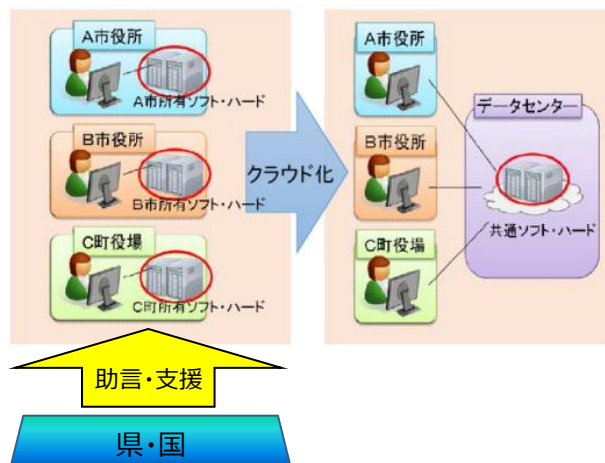 A市役所
A市所有ソフト・ハード
B市役所
B市所有ソフト・ハード
C町役場
C町所有ソフト・ハード
クラウド化
A市役所
B市役所
C町役場
データセンター
共通ソフト・ハード
助言・支援
県・国